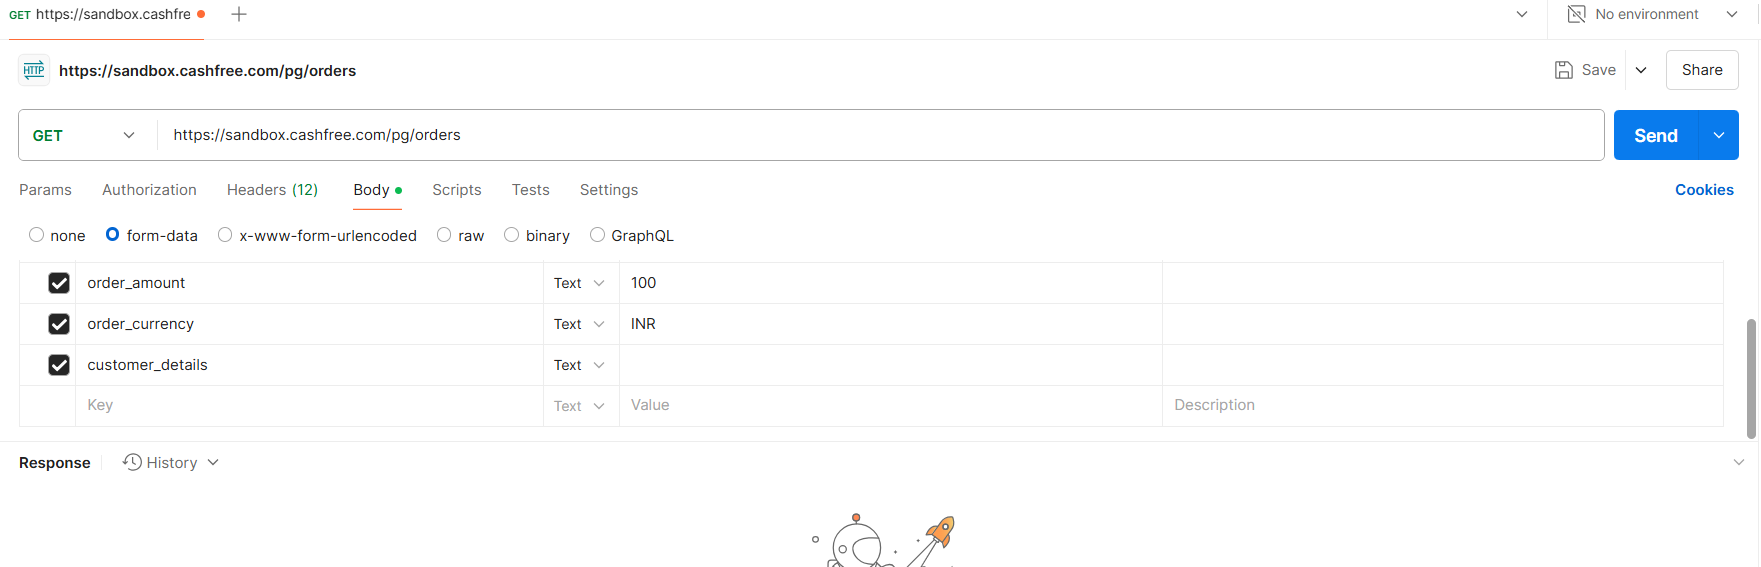 GET https://sandbox.cashfre
No environment
HTTP https://sandbox.cashfree.com/pg/orders
Save
Share
GET https://sandbox.cashfree.com/pg/orders
Send
Params Authorization Headers (12) Body Scripts Tests Settings Cookies
none form-data x-www-form-urlencoded raw binary GraphQL
order_amount Text 100
order_currency Text INR
customer_details Text
Key Text Value Description
Response History